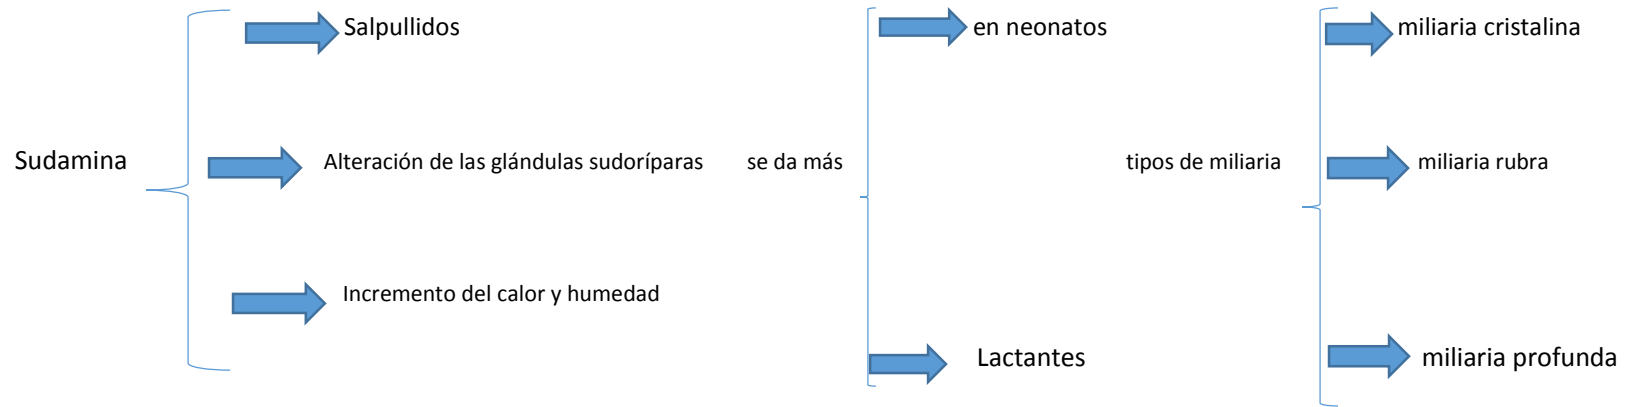 Sudamina
Salpullidos
Alteración de las glándulas sudoríparas
Incremento del calor y humedad
se da más
en neonatos
Lactantes
tipos de miliaria
miliaria cristalina
miliaria rubra
miliaria profunda